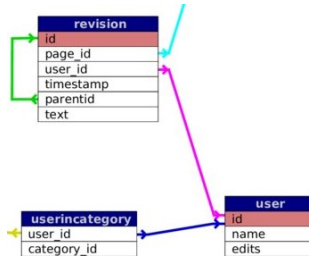 revision
id
page_id
user_id
timestamp
parentid
text
userincategory
user_id
category_id
user
id
name
edits